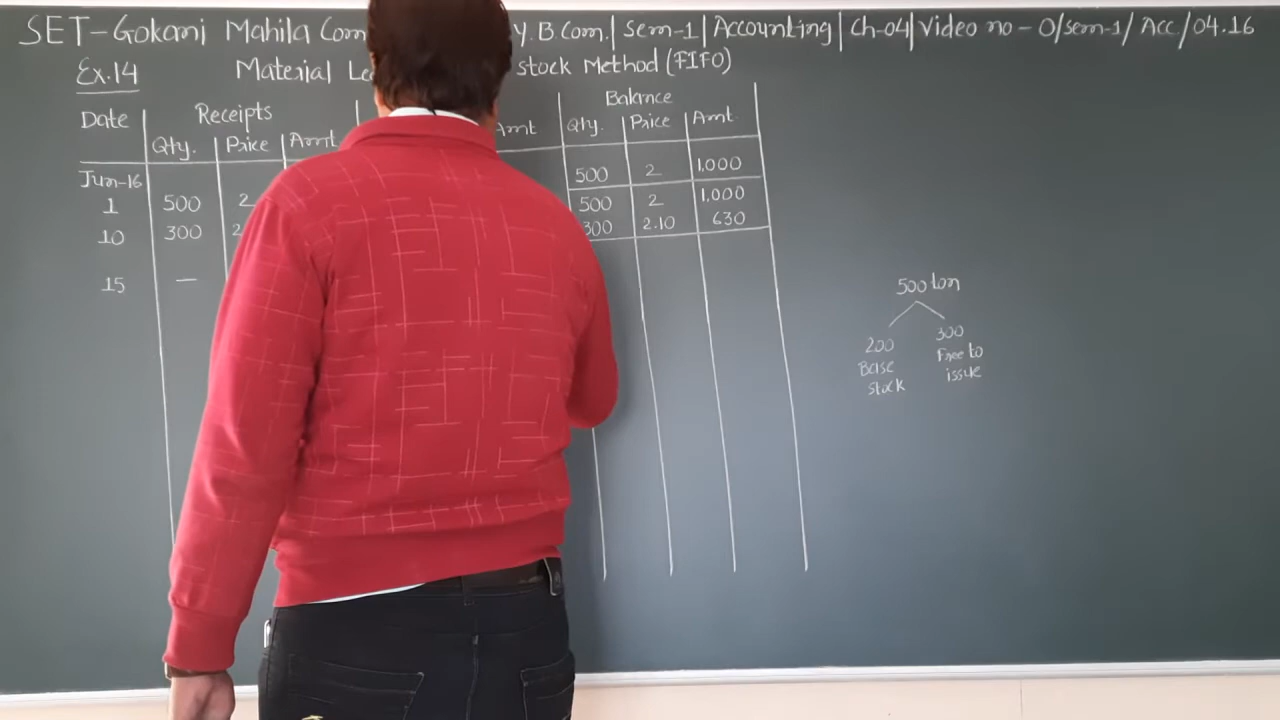 SET-Gokani Mahila Com Y. B.Com. | Sem-1 | Accounting | Ch-04 | Video no - O/sem-1/ Acc/04.16
Ex.14 Material stock Method (FIFO)
Date Receipts Balance
Qty. Price Amt Amt Qty. Price Amt.
Jun-16 500 2 1,000
1 500 2 500 2 1,000
10 300 2 300 2.10 630
15 —
500 ton
200 300
Base Free to
stock issue